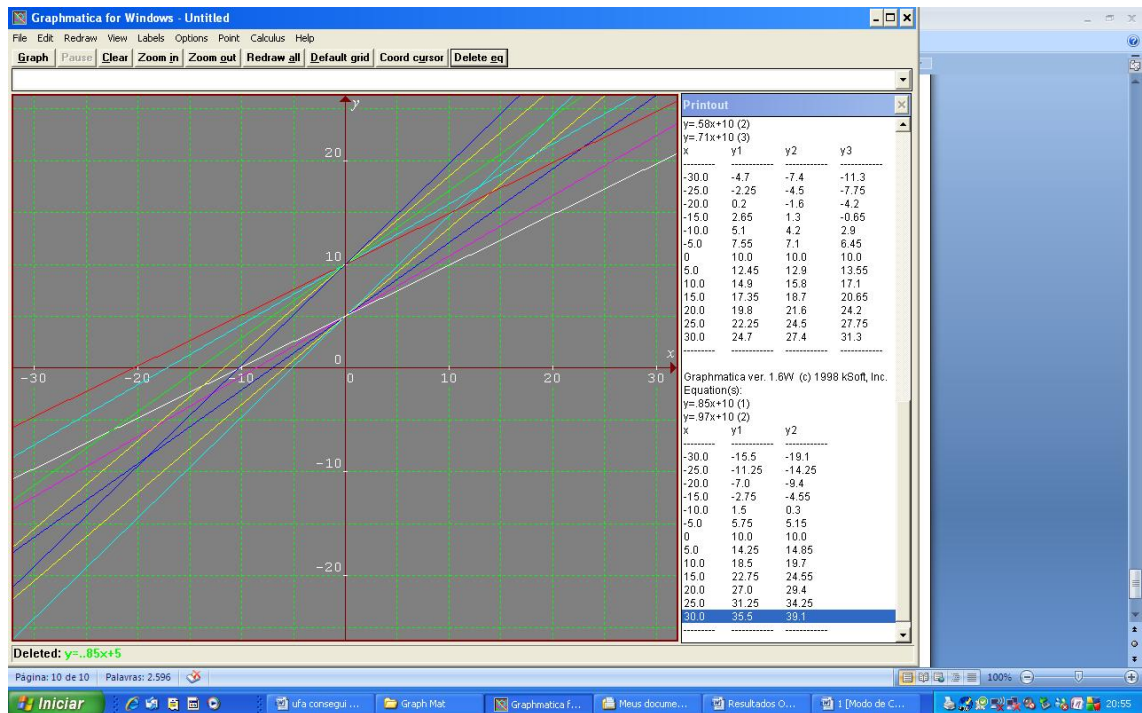 Graphmatica for Windows - Untitled
File Edit Redraw View Labels Options Point Calculus Help
Graph Pause Clear Zoom in Zoom out Redraw all Default grid Coord cursor Delete eq
y
20
10
0
x
-30 -20 -10 0 10 20 30
-10
-20
Printout
y=.58x+10 (2)
y=.71x+10 (3)
x y1 y2 y3
--------- ------------ ------------ ------------
-30.0 -4.7 -7.4 -11.3
-25.0 -2.25 -4.5 -7.75
-20.0 0.2 -1.6 -4.2
-15.0 2.65 1.3 -0.65
-10.0 5.1 4.2 2.9
-5.0 7.55 7.1 6.45
0 10.0 10.0 10.0
5.0 12.45 12.9 13.55
10.0 14.9 15.8 17.1
15.0 17.35 18.7 20.65
20.0 19.8 21.6 24.2
25.0 22.25 24.5 27.75
30.0 24.7 27.4 31.3
--------- ------------ ------------ ------------
Graphmatica ver. 1.6W (c) 1998 kSoft, Inc.
Equation(s):
y=.85x+10 (1)
y=.97x+10 (2)
x y1 y2
--------- ------------ ------------
-30.0 -15.5 -19.1
-25.0 -11.25 -14.25
-20.0 -7.0 -9.4
-15.0 -2.75 -4.55
-10.0 1.5 0.3
-5.0 5.75 5.15
0 10.0 10.0
5.0 14.25 14.85
10.0 18.5 19.7
15.0 22.75 24.55
20.0 27.0 29.4
25.0 31.25 34.25
30.0 35.5 39.1
--------- ------------ ------------
Deleted: y=..85x+5
Página: 10 de 10 Palavras: 2.596 100%
Iniciar ufa consegui ... Graph Mat Graphmatica f... Meus docume... Resultados O... 1 [Modo de C... 20:55